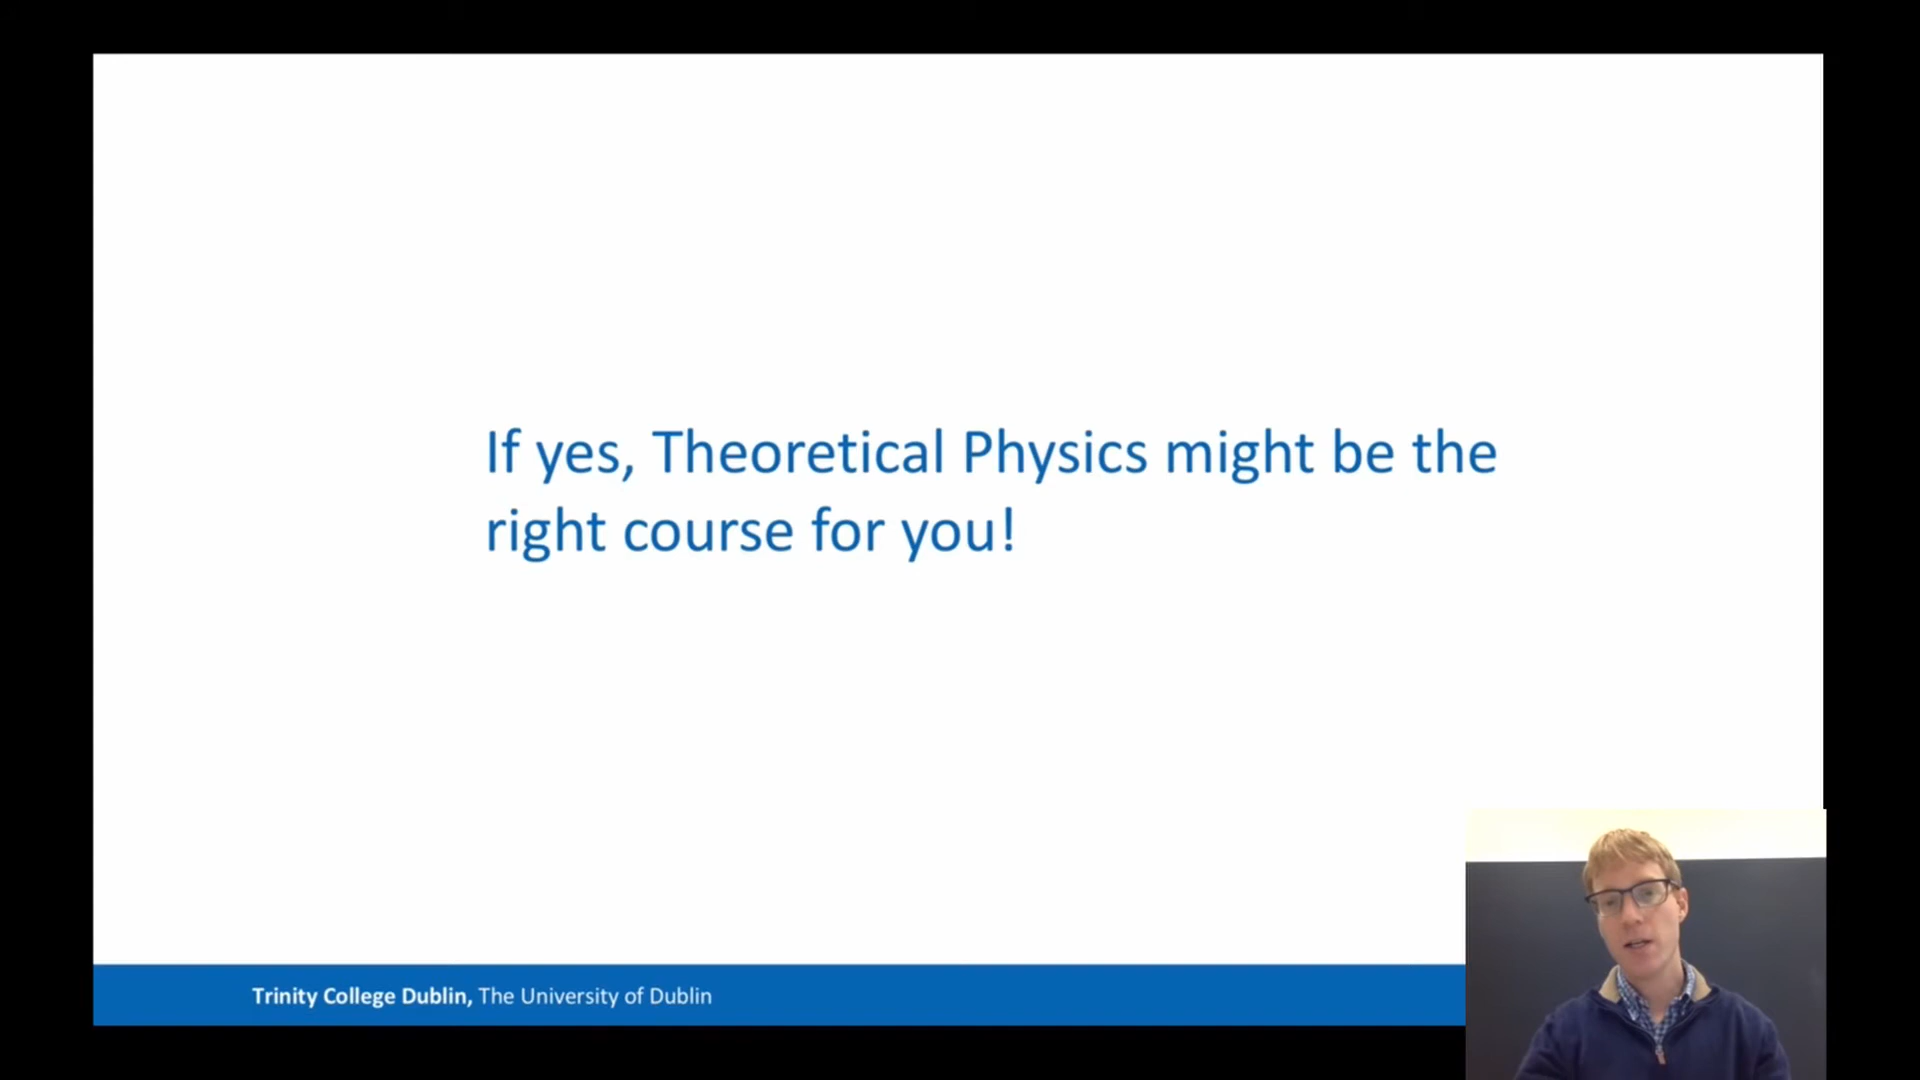 If yes, Theoretical Physics might be the
right course for you!
Trinity College Dublin, The University of Dublin